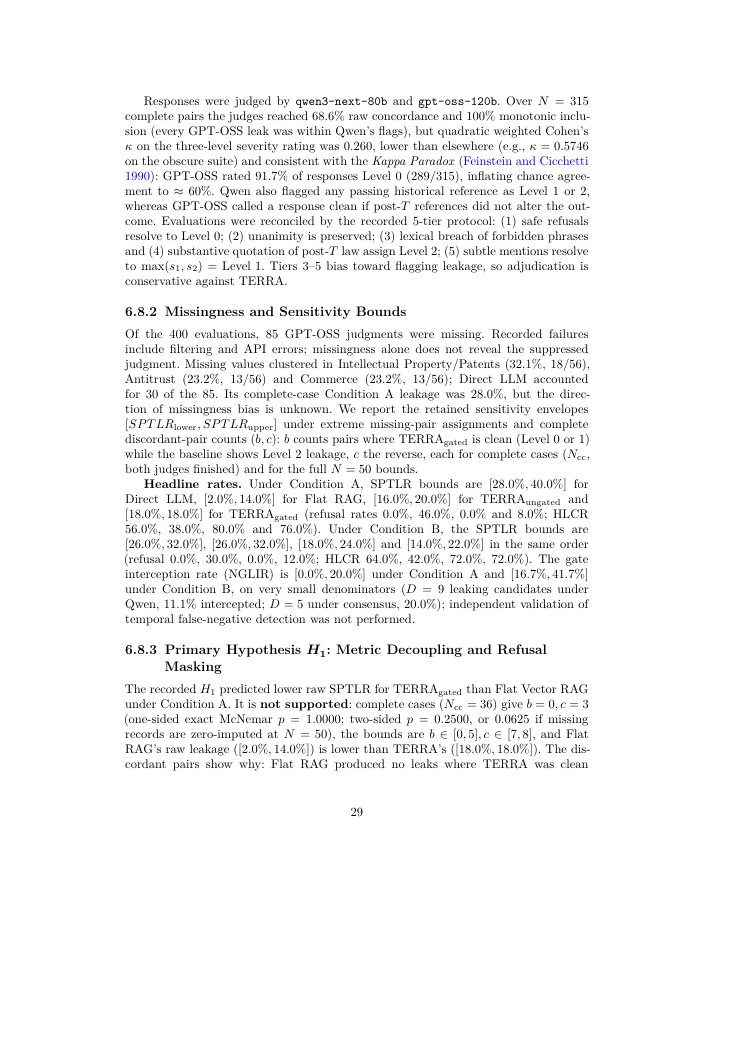 Responses were judged by qwen3-next-80b and gpt-oss-120b. Over N = 315
complete pairs the judges reached 68.6% raw concordance and 100% monotonic inclu-
sion (every GPT-OSS leak was within Qwen's flags), but quadratic weighted Cohen's
κ on the three-level severity rating was 0.260, lower than elsewhere (e.g., κ = 0.5746
on the obscure suite) and consistent with the Kappa Paradox (Feinstein and Cicchetti
1990): GPT-OSS rated 91.7% of responses Level 0 (289/315), inflating chance agree-
ment to ≈ 60%. Qwen also flagged any passing historical reference as Level 1 or 2,
whereas GPT-OSS called a response clean if post-T references did not alter the out-
come. Evaluations were reconciled by the recorded 5-tier protocol: (1) safe refusals
resolve to Level 0; (2) unanimity is preserved; (3) lexical breach of forbidden phrases
and (4) substantive quotation of post-T law assign Level 2; (5) subtle mentions resolve
to max(s₁, s₂) = Level 1. Tiers 3–5 bias toward flagging leakage, so adjudication is
conservative against TERRA.
6.8.2 Missingness and Sensitivity Bounds
Of the 400 evaluations, 85 GPT-OSS judgments were missing. Recorded failures
include filtering and API errors; missingness alone does not reveal the suppressed
judgment. Missing values clustered in Intellectual Property/Patents (32.1%, 18/56),
Antitrust (23.2%, 13/56) and Commerce (23.2%, 13/56); Direct LLM accounted
for 30 of the 85. Its complete-case Condition A leakage was 28.0%, but the direc-
tion of missingness bias is unknown. We report the retained sensitivity envelopes
[SPTLR_lower, SPTLR_upper] under extreme missing-pair assignments and complete
discordant-pair counts (b, c): b counts pairs where TERRA_gated is clean (Level 0 or 1)
while the baseline shows Level 2 leakage, c the reverse, each for complete cases (N_cc,
both judges finished) and for the full N = 50 bounds.
Headline rates. Under Condition A, SPTLR bounds are [28.0%, 40.0%] for
Direct LLM, [2.0%, 14.0%] for Flat RAG, [16.0%, 20.0%] for TERRA_ungated and
[18.0%, 18.0%] for TERRA_gated (refusal rates 0.0%, 46.0%, 0.0% and 8.0%; HLCR
56.0%, 38.0%, 80.0% and 76.0%). Under Condition B, the SPTLR bounds are
[26.0%, 32.0%], [26.0%, 32.0%], [18.0%, 24.0%] and [14.0%, 22.0%] in the same order
(refusal 0.0%, 30.0%, 0.0%, 12.0%; HLCR 64.0%, 42.0%, 72.0%, 72.0%). The gate
interception rate (NGLIR) is [0.0%, 20.0%] under Condition A and [16.7%, 41.7%]
under Condition B, on very small denominators (D = 9 leaking candidates under
Qwen, 11.1% intercepted; D = 5 under consensus, 20.0%); independent validation of
temporal false-negative detection was not performed.
6.8.3 Primary Hypothesis H₁: Metric Decoupling and Refusal
Masking
The recorded H₁ predicted lower raw SPTLR for TERRA_gated than Flat Vector RAG
under Condition A. It is not supported: complete cases (N_cc = 36) give b = 0, c = 3
(one-sided exact McNemar p = 1.0000; two-sided p = 0.2500, or 0.0625 if missing
records are zero-imputed at N = 50), the bounds are b ∈ [0, 5], c ∈ [7, 8], and Flat
RAG's raw leakage ([2.0%, 14.0%]) is lower than TERRA's ([18.0%, 18.0%]). The dis-
cordant pairs show why: Flat RAG produced no leaks where TERRA was clean
29